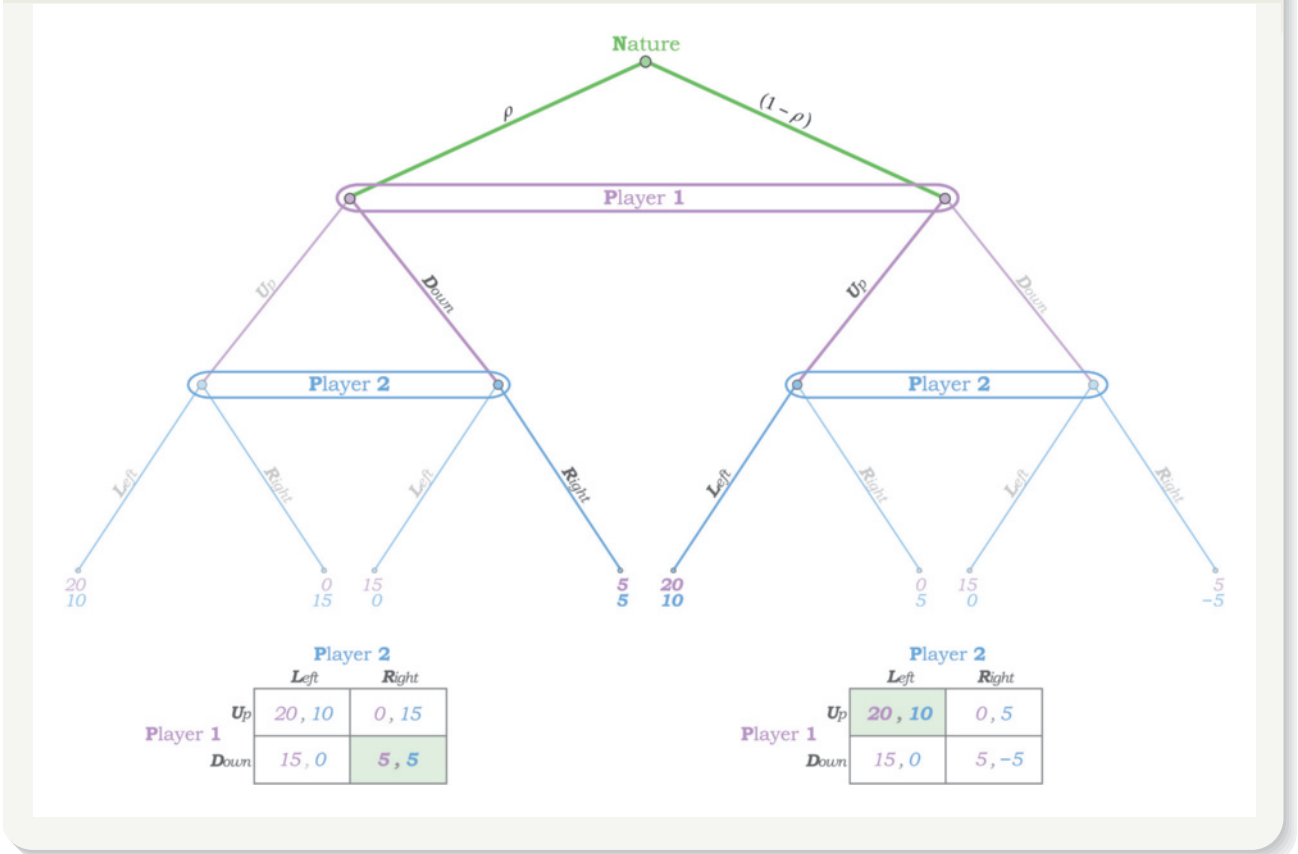 Nature
ρ
(1 – ρ)
Player 1
Up
Down
Up
Down
Player 2
Player 2
Left
Right
Left
Right
Left
Right
Left
Right
20
0
15
5
20
0
15
5
10
15
0
5
10
5
0
−5
Player 2
Player 2
Left Right
Left Right
Up 20 , 10 0 , 15
Up 20 , 10 0 , 5
Player 1
Player 1
Down 15 , 0 5 , 5
Down 15 , 0 5 , −5